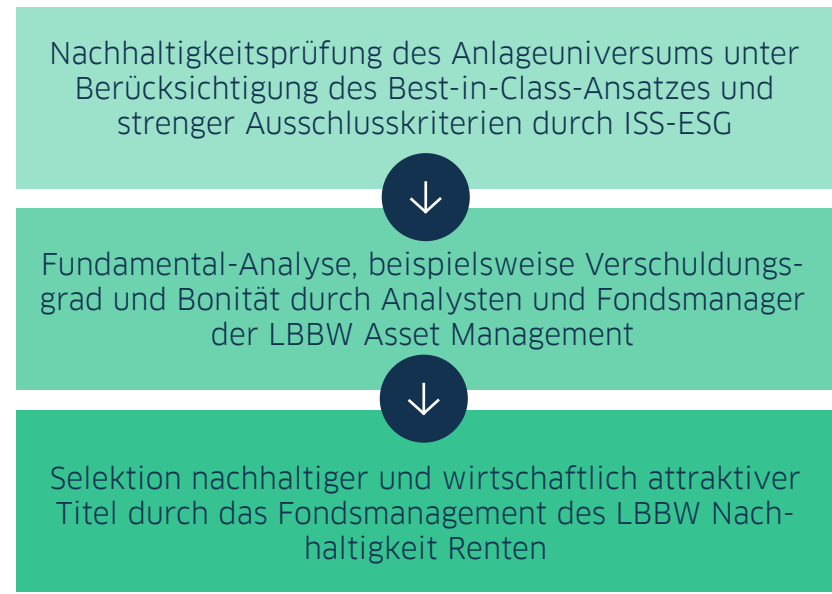 Nachhaltigkeitsprüfung des Anlageuniversums unter
Berücksichtigung des Best-in-Class-Ansatzes und
strenger Ausschlusskriterien durch ISS-ESG
Fundamental-Analyse, beispielsweise Verschuldungs-
grad und Bonität durch Analysten und Fondsmanager
der LBBW Asset Management
Selektion nachhaltiger und wirtschaftlich attraktiver
Titel durch das Fondsmanagement des LBBW Nach-
haltigkeit Renten